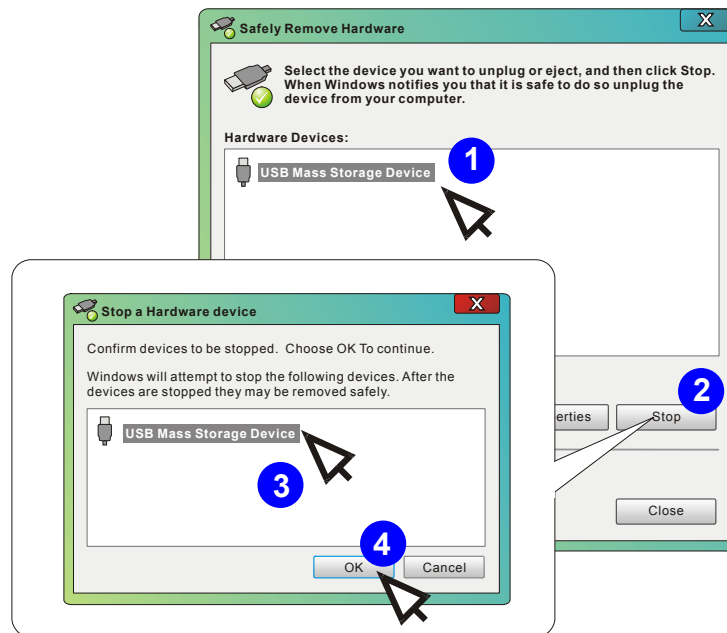 Safely Remove Hardware
X
Select the device you want to unplug or eject, and then click Stop.
When Windows notifies you that it is safe to do so unplug the
device from your computer.
Hardware Devices:
1
USB Mass Storage Device
2
erties
Stop
Close
Stop a Hardware device
X
Confirm devices to be stopped. Choose OK To continue.
Windows will attempt to stop the following devices. After the
devices are stopped they may be removed safely.
USB Mass Storage Device
3
4
OK
Cancel